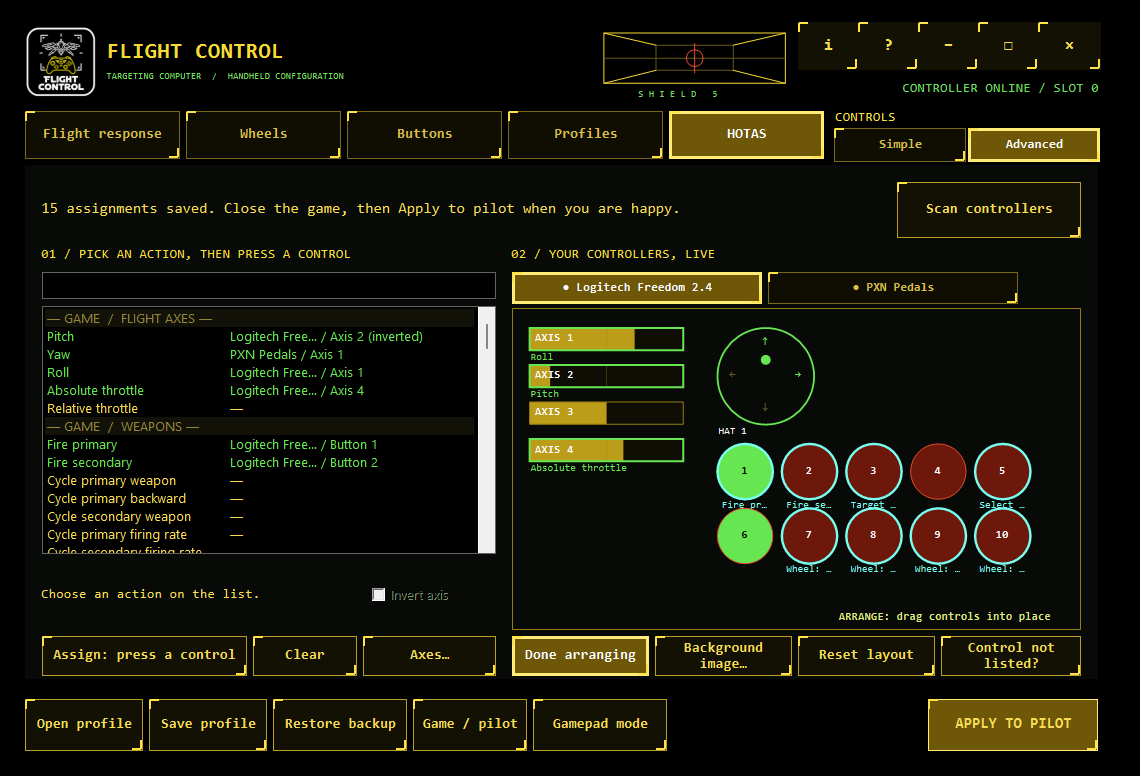 FLIGHT CONTROL
FLIGHT CONTROL
TARGETING COMPUTER / HANDHELD CONFIGURATION
SHIELD 5
i ? – □ ×
CONTROLLER ONLINE / SLOT 0
Flight response
Wheels
Buttons
Profiles
HOTAS
CONTROLS
Simple
Advanced
15 assignments saved. Close the game, then Apply to pilot when you are happy.
Scan controllers
01 / PICK AN ACTION, THEN PRESS A CONTROL
— GAME / FLIGHT AXES —
Pitch Logitech Free... / Axis 2 (inverted)
Yaw PXN Pedals / Axis 1
Roll Logitech Free... / Axis 1
Absolute throttle Logitech Free... / Axis 4
Relative throttle —
— GAME / WEAPONS —
Fire primary Logitech Free... / Button 1
Fire secondary Logitech Free... / Button 2
Cycle primary weapon —
Cycle primary backward —
Cycle secondary weapon —
Cycle primary firing rate —
Cycle secondary firing rate
Choose an action on the list.
Invert axis
Assign: press a control
Clear
Axes…
02 / YOUR CONTROLLERS, LIVE
● Logitech Freedom 2.4
● PXN Pedals
AXIS 1
Roll
AXIS 2
Pitch
AXIS 3
AXIS 4
Absolute throttle
↑
← →
↓
HAT 1
1 2 3 4 5
Fire pr… Fire se… Target … Select …
6 7 8 9 10
Wheel: … Wheel: … Wheel: … Wheel: …
ARRANGE: drag controls into place
Done arranging
Background
image…
Reset layout
Control not
listed?
Open profile
Save profile
Restore backup
Game / pilot
Gamepad mode
APPLY TO PILOT